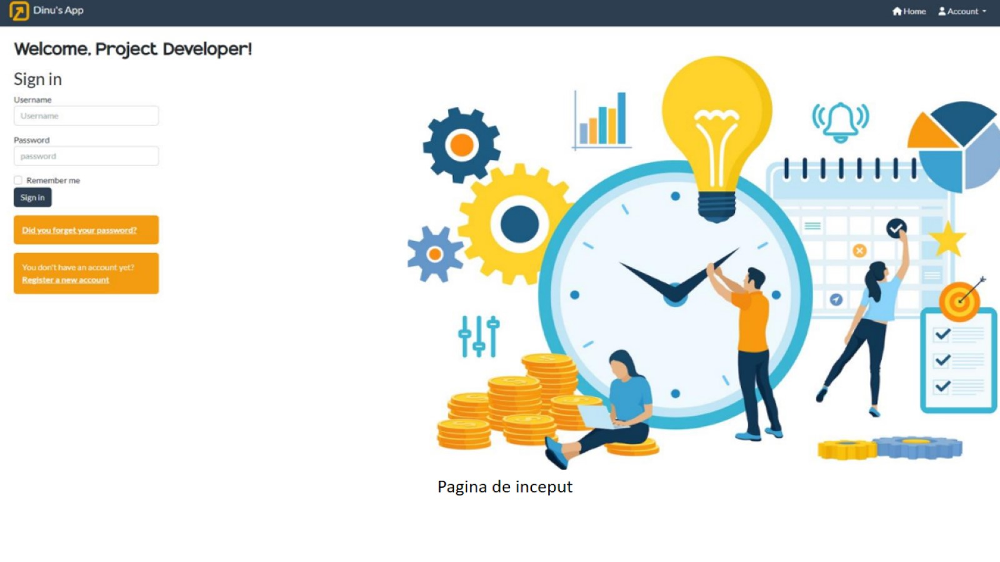 Dinu's App
Home
Account
Welcome, Project Developer!
Sign in
Username
Username
Password
password
Remember me
Sign in
Did you forget your password?
You don't have an account yet?
Register a new account
Pagina de inceput